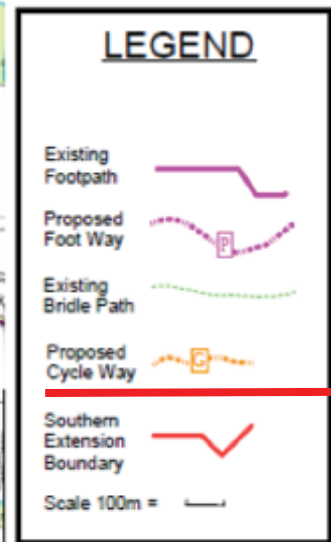 LEGEND
Existing
Footpath
Proposed
Foot Way
P
Existing
Bridle Path
Proposed
Cycle Way
G
Southern
Extension
Boundary
Scale 100m =